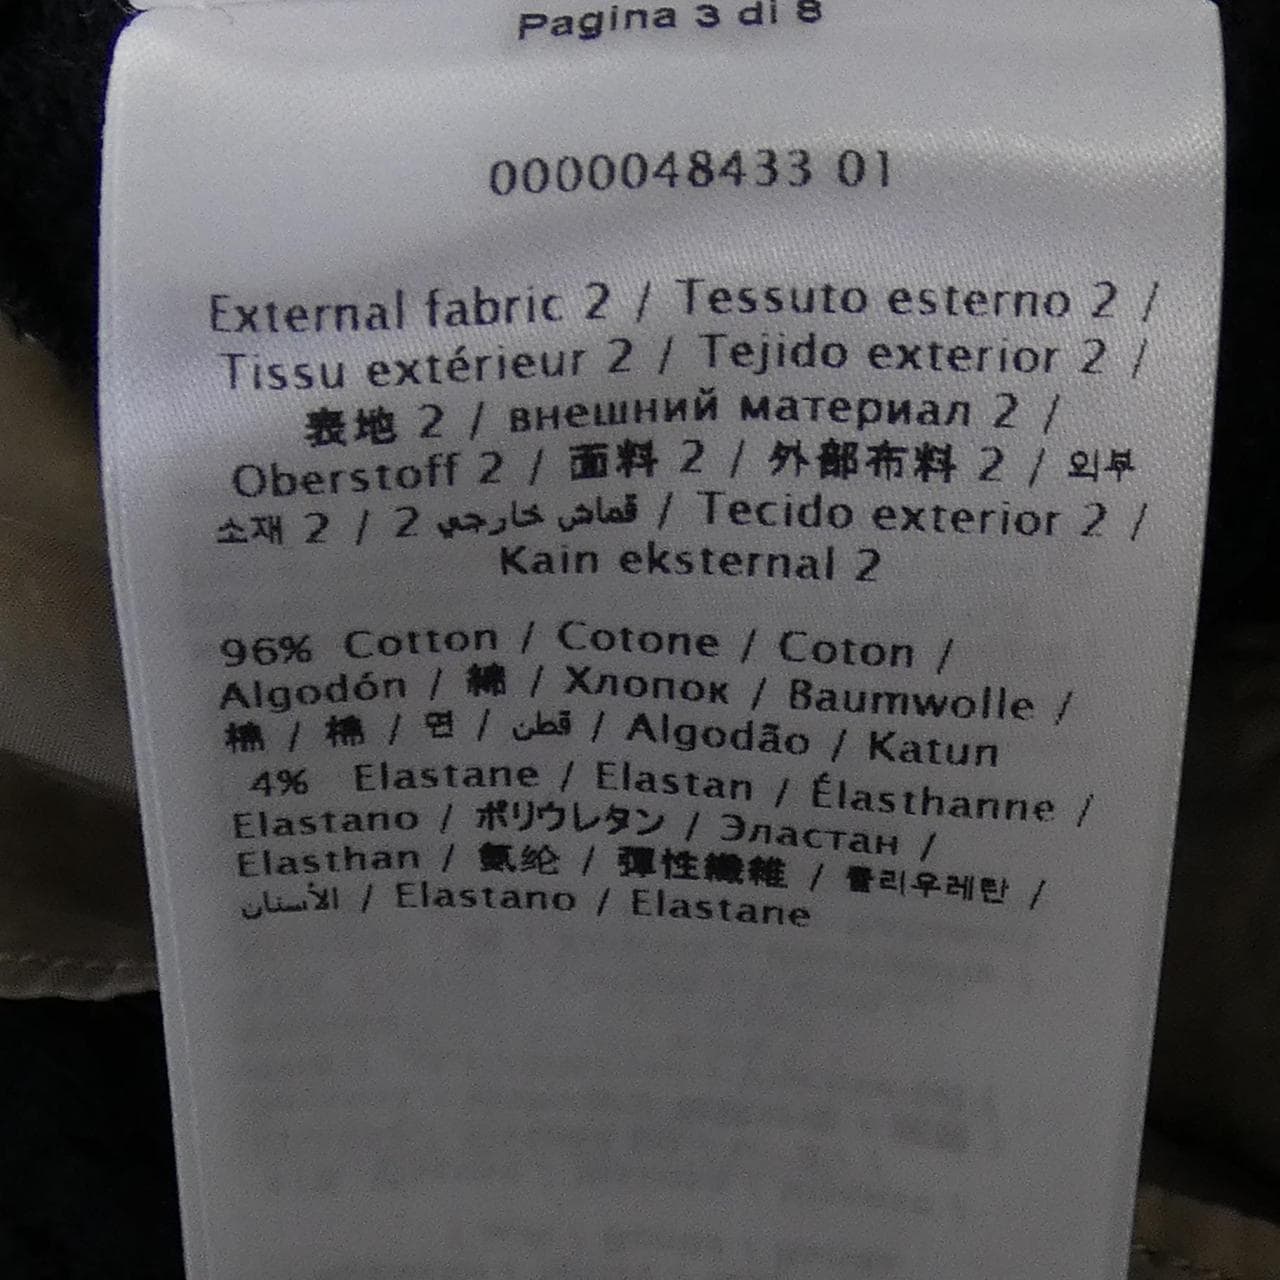 Pagina 3 di 8
0000048433 01
External fabric 2 / Tessuto esterno 2 /
Tissu extérieur 2 / Tejido exterior 2 /
表地 2 / внешний материал 2 /
Oberstoff 2 / 面料 2 / 外部布料 2 / 외부
소재 2 / 2 قماش خارجي / Tecido exterior 2 /
Kain eksternal 2
96% Cotton / Cotone / Coton /
Algodón / 綿 / Хлопок / Baumwolle /
棉 / 棉 / 면 / قطن / Algodão / Katun
4% Elastane / Elastan / Élasthanne /
Elastano / ポリウレタン / Эластан /
Elasthan / 氨纶 / 彈性纖維 / 폴리우레탄 /
الأستان / Elastano / Elastane